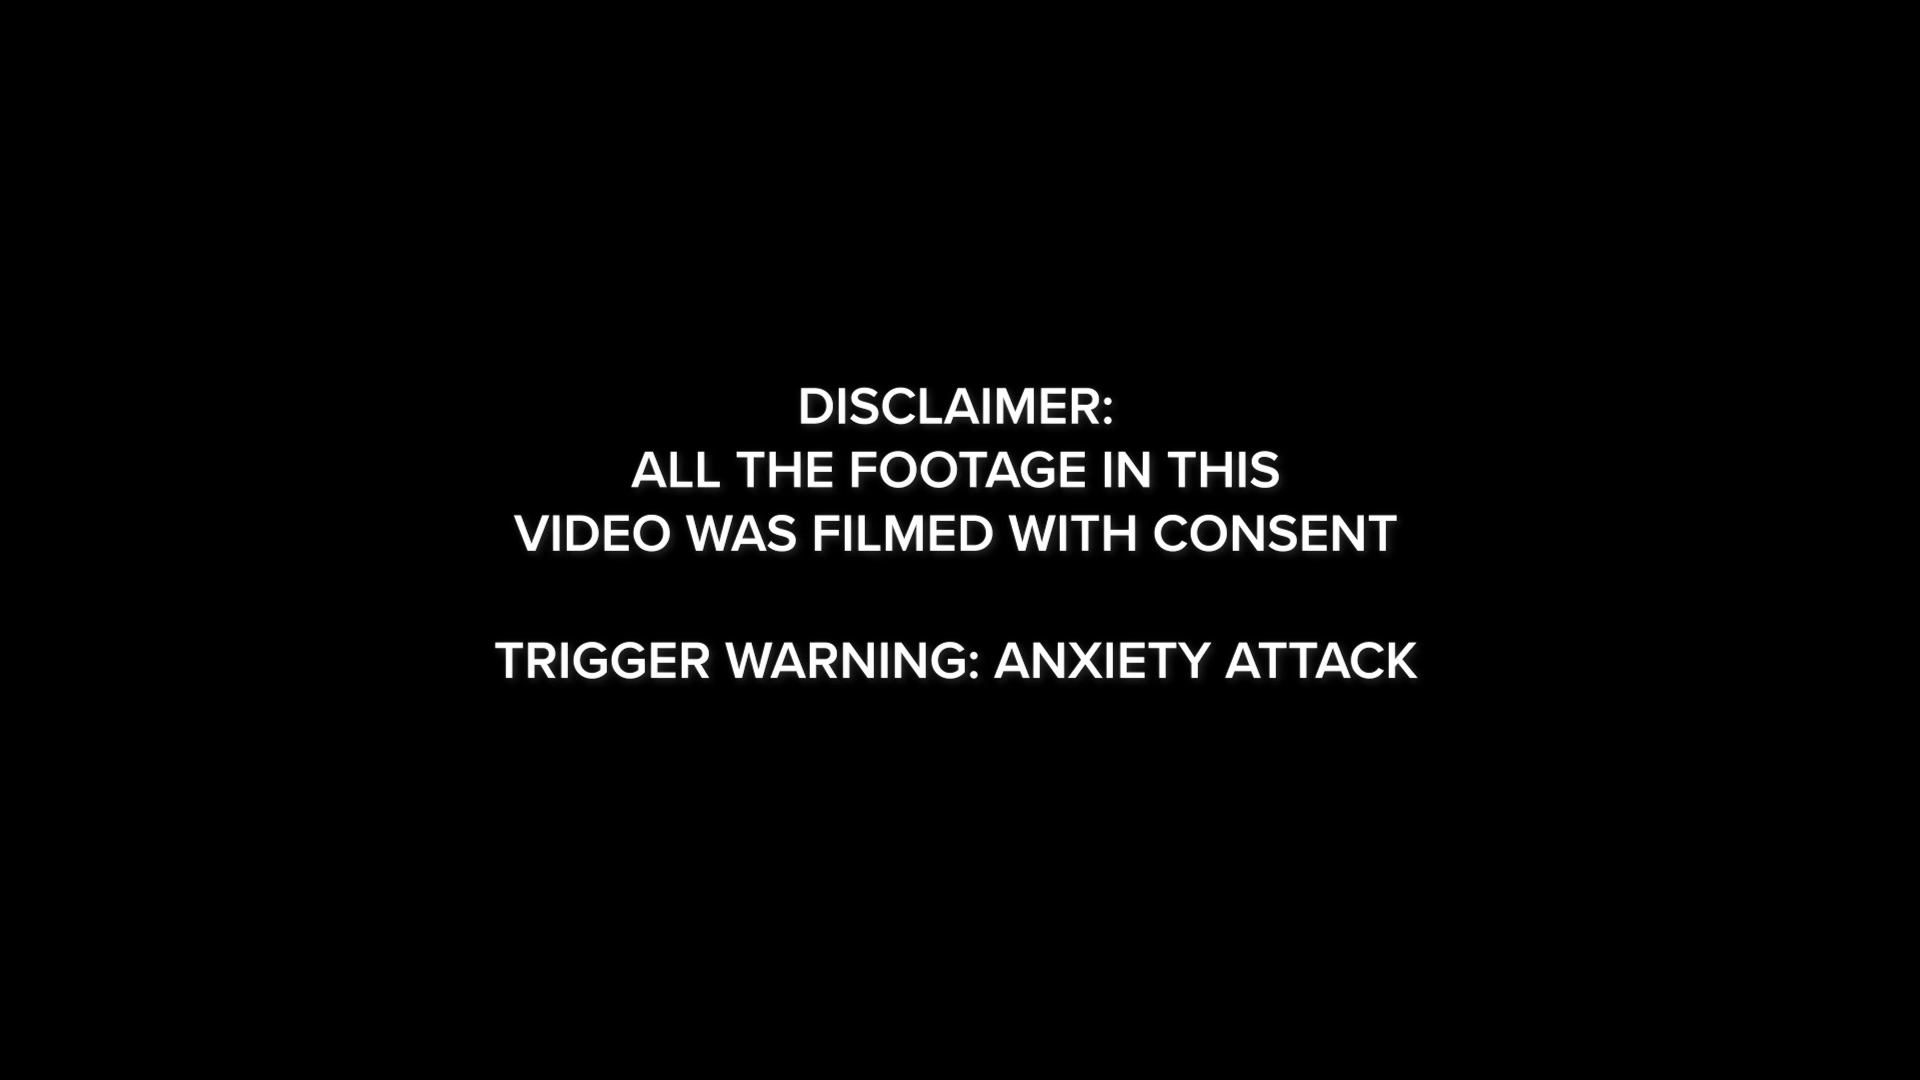 DISCLAIMER:
ALL THE FOOTAGE IN THIS
VIDEO WAS FILMED WITH CONSENT
TRIGGER WARNING: ANXIETY ATTACK